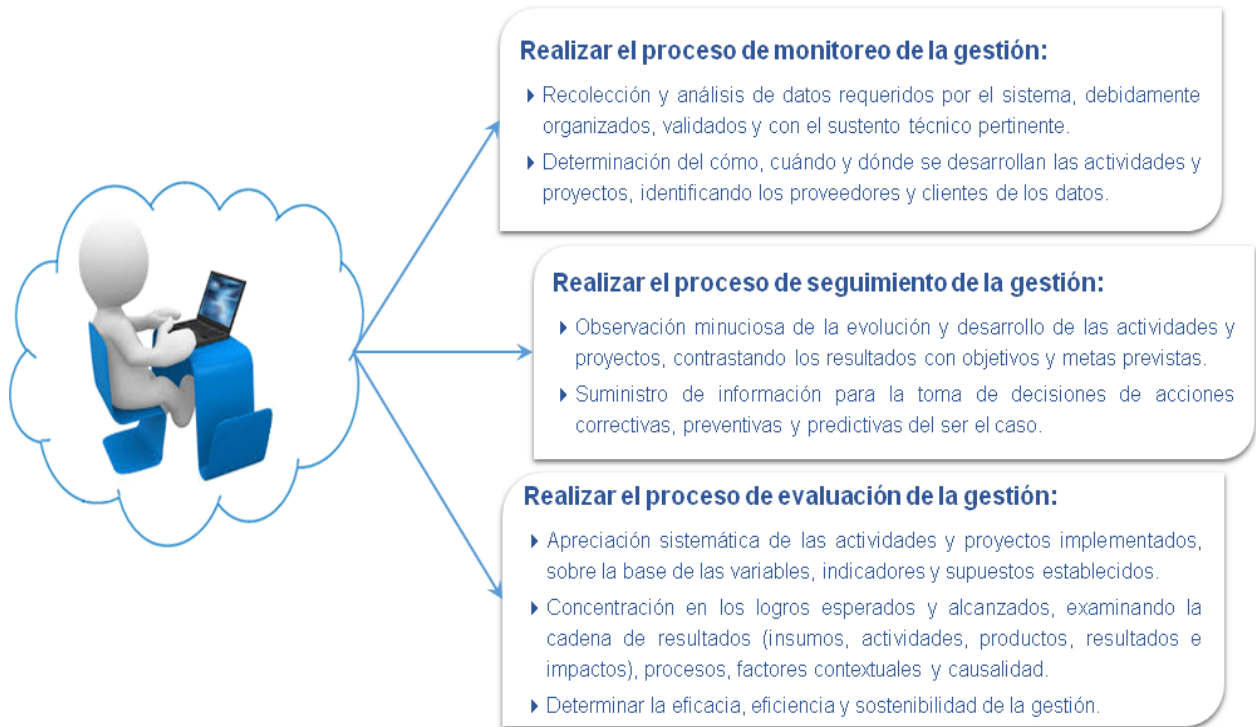 Realizar el proceso de monitoreo de la gestión:
Recolección y análisis de datos requeridos por el sistema, debidamente
organizados, validados y con el sustento técnico pertinente.
Determinación del cómo, cuándo y dónde se desarrollan las actividades y
proyectos, identificando los proveedores y clientes de los datos.
Realizar el proceso de seguimiento de la gestión:
Observación minuciosa de la evolución y desarrollo de las actividades y
proyectos, contrastando los resultados con objetivos y metas previstas.
Suministro de información para la toma de decisiones de acciones
correctivas, preventivas y predictivas del ser el caso.
Realizar el proceso de evaluación de la gestión:
Apreciación sistemática de las actividades y proyectos implementados,
sobre la base de las variables, indicadores y supuestos establecidos.
Concentración en los logros esperados y alcanzados, examinando la
cadena de resultados (insumos, actividades, productos, resultados e
impactos), procesos, factores contextuales y causalidad.
Determinar la eficacia, eficiencia y sostenibilidad de la gestión.